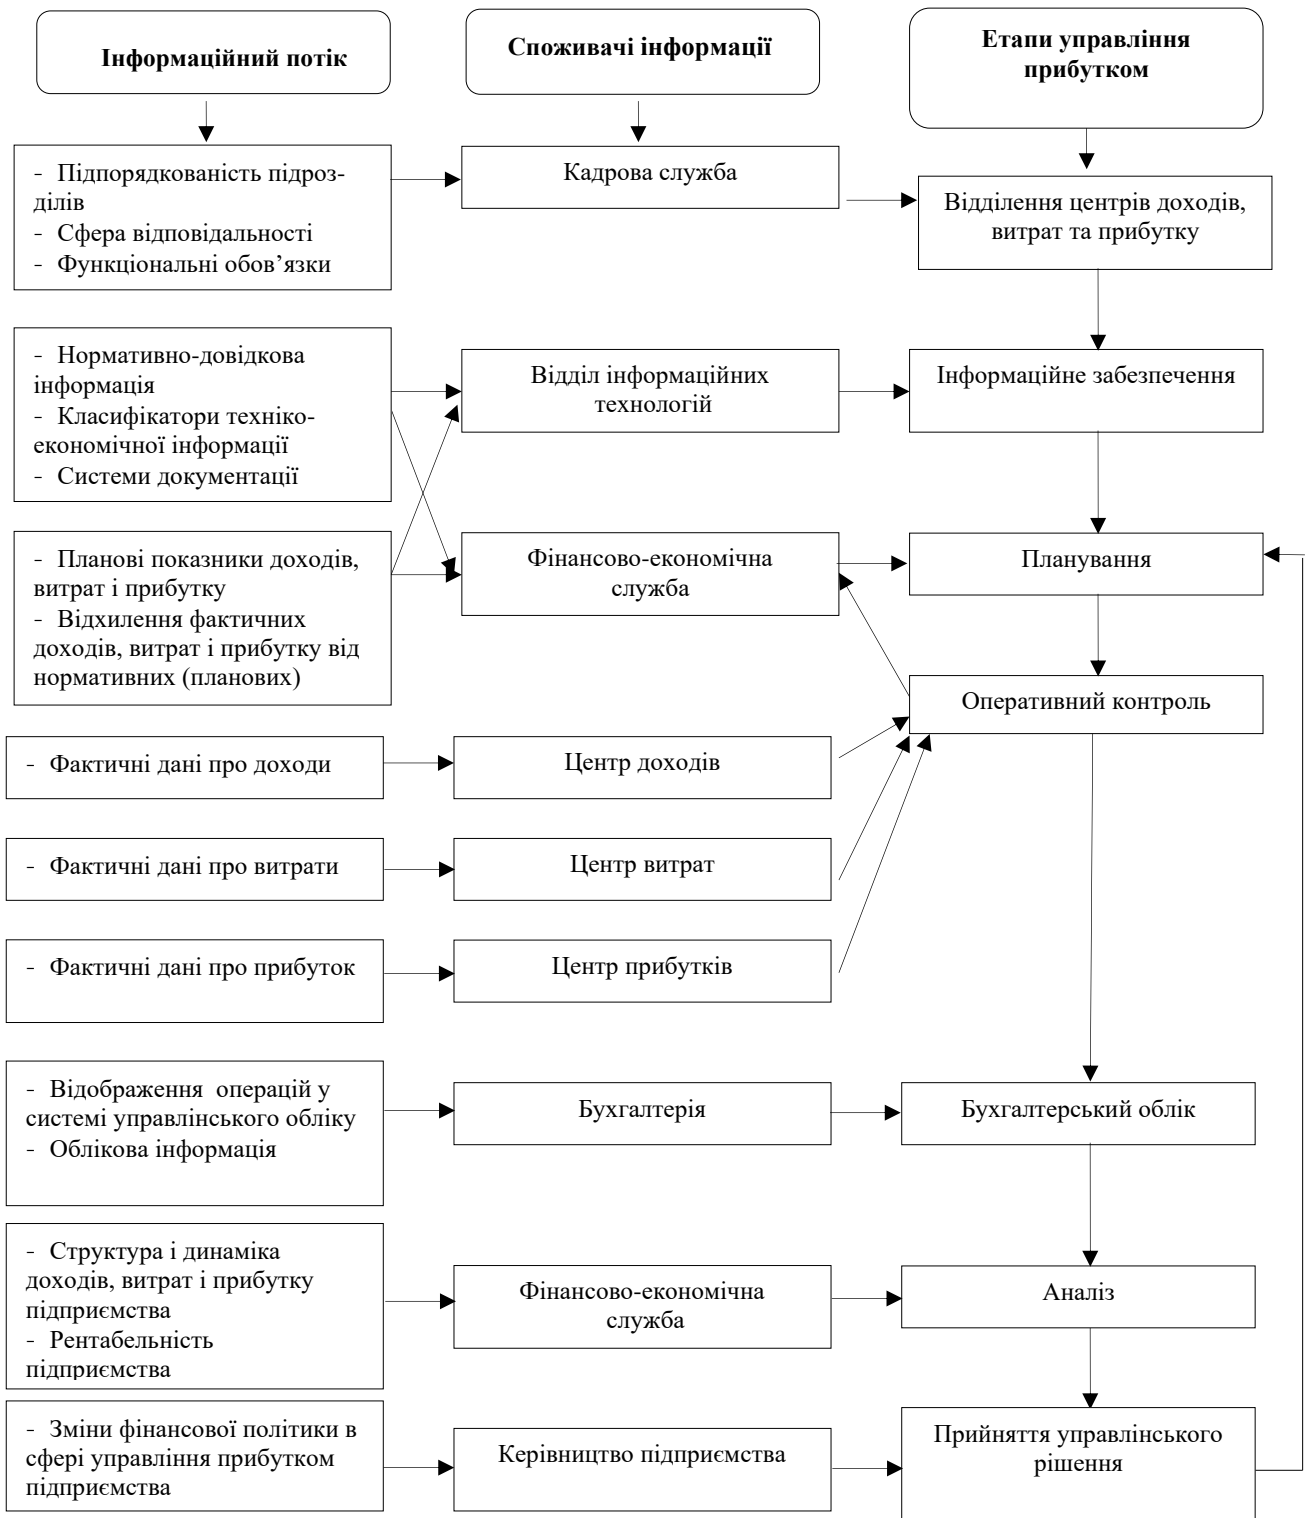 Інформаційний потік
Споживачі інформації
Етапи управління
прибутком
- Підпорядкованість підроз-
ділів
- Сфера відповідальності
- Функціональні обов’язки
Кадрова служба
Відділення центрів доходів,
витрат та прибутку
- Нормативно-довідкова
інформація
- Класифікатори техніко-
економічної інформації
- Системи документації
Відділ інформаційних
технологій
Інформаційне забезпечення
- Планові показники доходів,
витрат і прибутку
- Відхилення фактичних
доходів, витрат і прибутку від
нормативних (планових)
Фінансово-економічна
служба
Планування
Оперативний контроль
- Фактичні дані про доходи
Центр доходів
- Фактичні дані про витрати
Центр витрат
- Фактичні дані про прибуток
Центр прибутків
- Відображення операцій у
системі управлінського обліку
- Облікова інформація
Бухгалтерія
Бухгалтерський облік
- Структура і динаміка
доходів, витрат і прибутку
підприємства
- Рентабельність
підприємства
Фінансово-економічна
служба
Аналіз
- Зміни фінансової політики в
сфері управління прибутком
підприємства
Керівництво підприємства
Прийняття управлінського
рішення